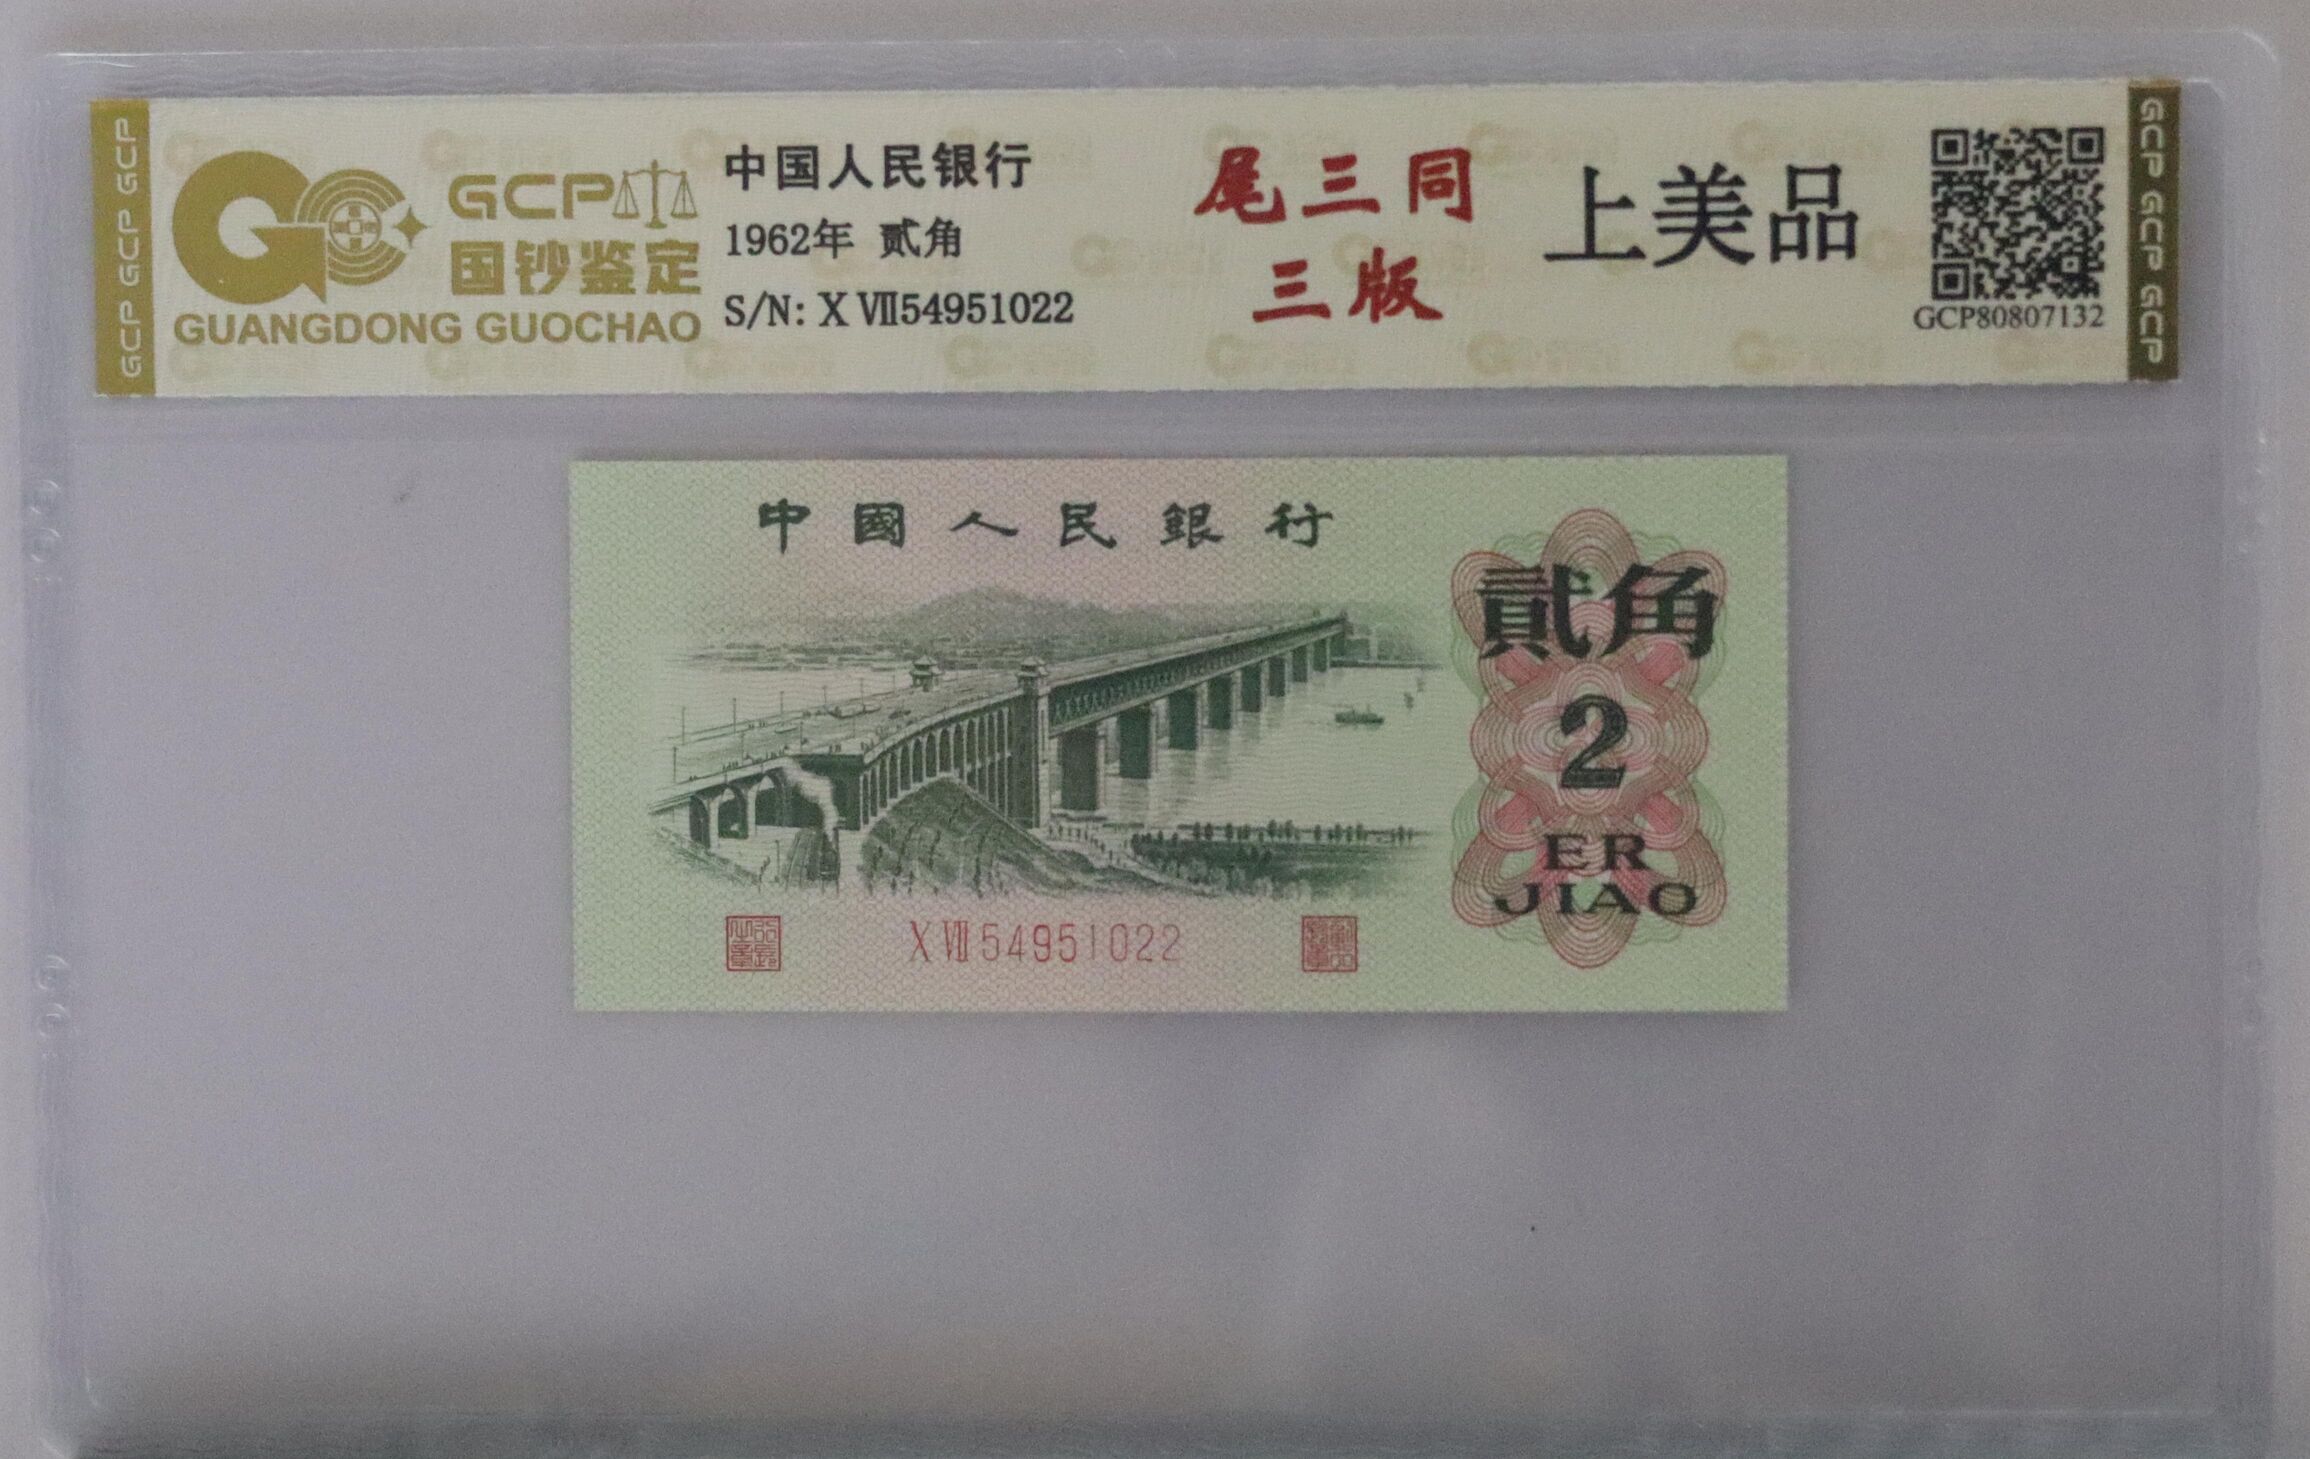 GCP GCP GCP
GCP
国钞鉴定
GUANGDONG GUOCHAO
中国人民银行
1962年 贰角
S/N: X Ⅶ54951022
尾三同
三版
上美品
GCP80807132
GCP GCP GCP
中國人民銀行
貳角
2
ER
JIAO
X Ⅶ 54951022